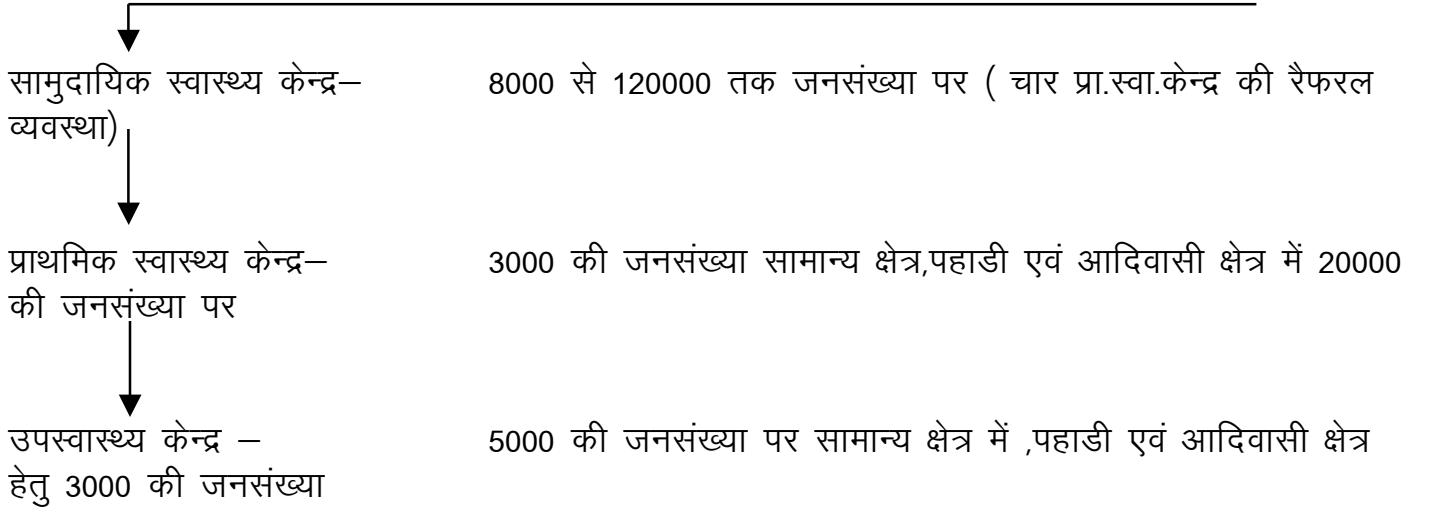 सामुदायिक स्वास्थ्य केन्द्र– 8000 से 120000 तक जनसंख्या पर ( चार प्रा.स्वा.केन्द्र की रैफरल
व्यवस्था)
प्राथमिक स्वास्थ्य केन्द्र– 3000 की जनसंख्या सामान्य क्षेत्र,पहाडी एवं आदिवासी क्षेत्र में 20000
की जनसंख्या पर
उपस्वास्थ्य केन्द्र – 5000 की जनसंख्या पर सामान्य क्षेत्र में ,पहाडी एवं आदिवासी क्षेत्र
हेतु 3000 की जनसंख्या